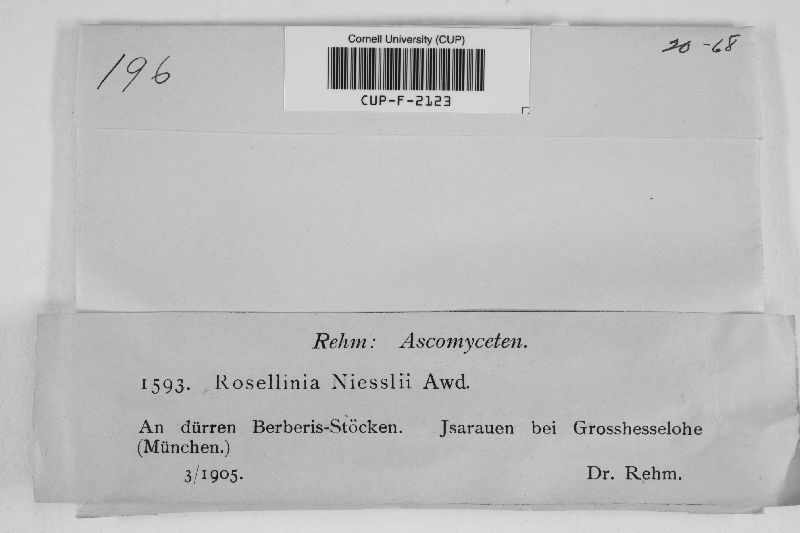 196
Cornell University (CUP)
CUP-F-2123
20-68
Rehm: Ascomyceten.
1593. Rosellinia Niesslii Awd.
An dürren Berberis-Stöcken. Jsarauen bei Grosshesselohe
(München.)
3/1905. Dr. Rehm.